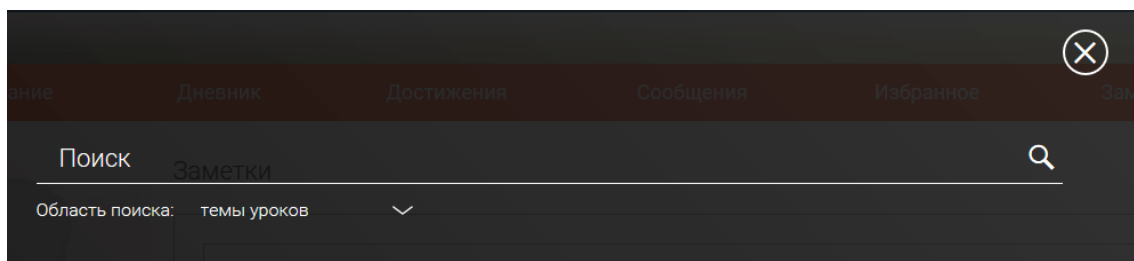 ание Дневник Достижения Сообщения Избранное Зам
Поиск
Заметки
Область поиска: темы уроков